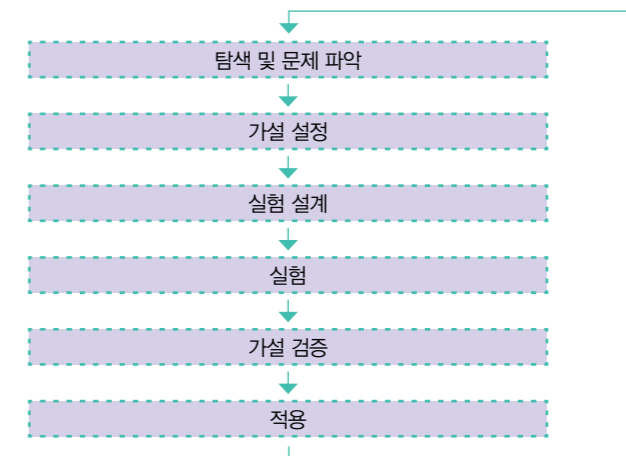 탐색 및 문제 파악
가설 설정
실험 설계
실험
가설 검증
적용